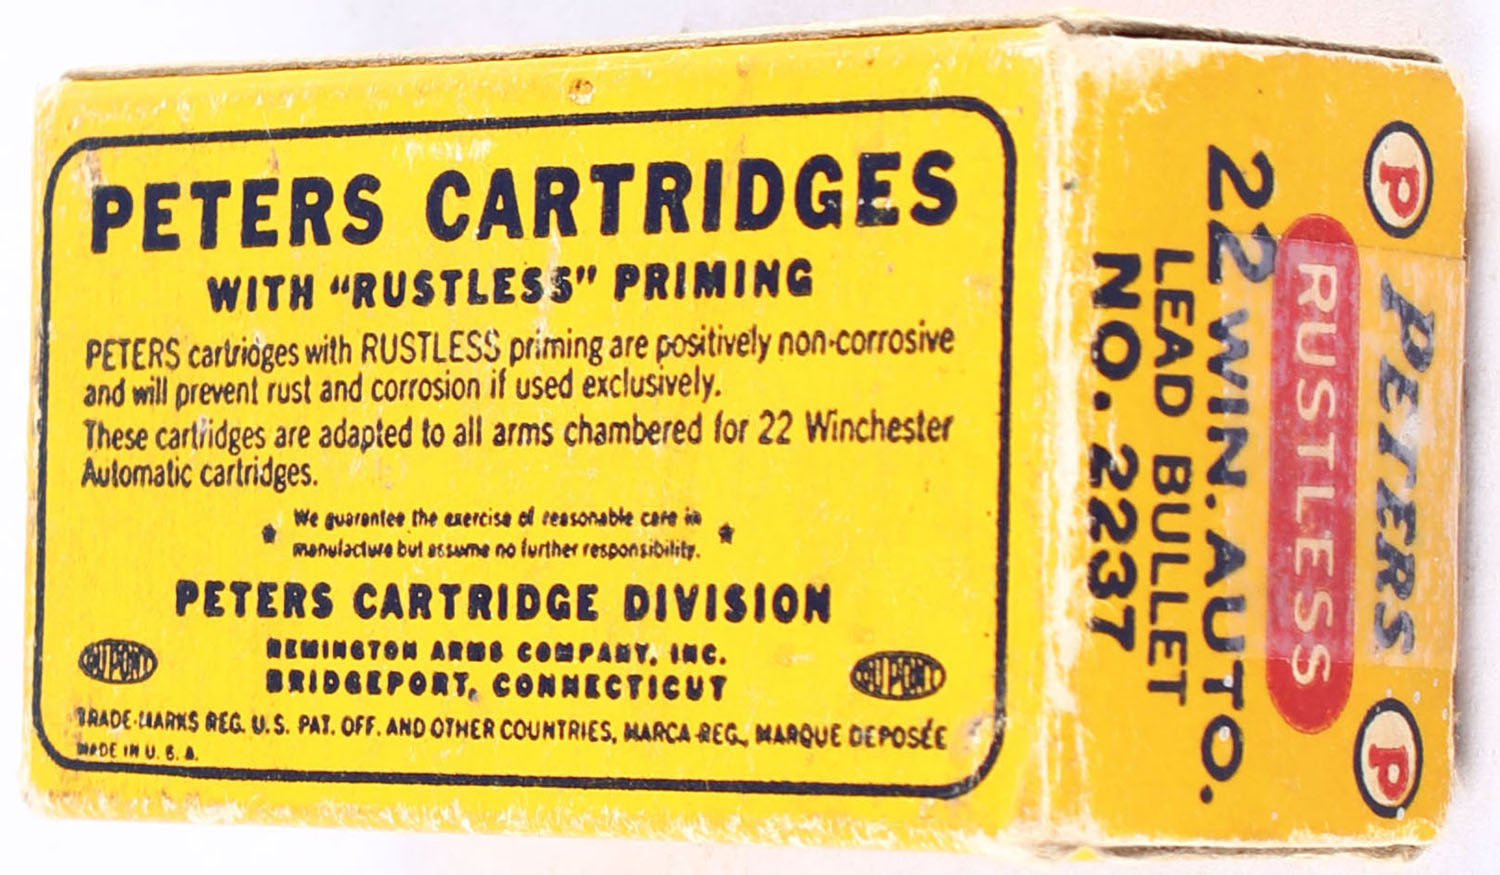 PETERS CARTRIDGES
WITH "RUSTLESS" PRIMING
PETERS cartridges with RUSTLESS priming are positively non-corrosive
and will prevent rust and corrosion if used exclusively.
These cartridges are adapted to all arms chambered for 22 Winchester
Automatic cartridges.
We guarantee the exercise of reasonable care in
manufacture but assume no further responsibility.
PETERS CARTRIDGE DIVISION
REMINGTON ARMS COMPANY, INC.
BRIDGEPORT, CONNECTICUT
DU PONT
DU PONT
TRADE-MARKS REG. U.S. PAT. OFF. AND OTHER COUNTRIES, MARCA REG., MARQUE DEPOSÉE
MADE IN U. S. A.
P PETERS P
RUSTLESS
22 WIN. AUTO.
LEAD BULLET
NO. 2237